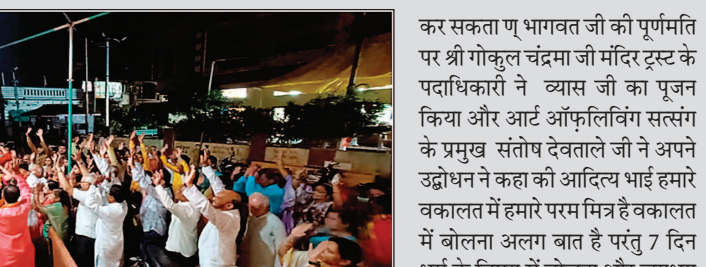 कर सकता ण् भागवत जी की पूर्णमति
पर श्री गोकुल चंद्रमा जी मंदिर ट्रस्ट के
पदाधिकारी ने व्यास जी का पूजन
किया और आर्ट ऑफ़लिविंग सत्संग
के प्रमुख संतोष देवताले जी ने अपने
उद्बोधन ने कहा की आदित्य भाई हमारे
वकालत में हमारे परम मित्र है वकालत
में बोलना अलग बात है परंतु 7 दिन